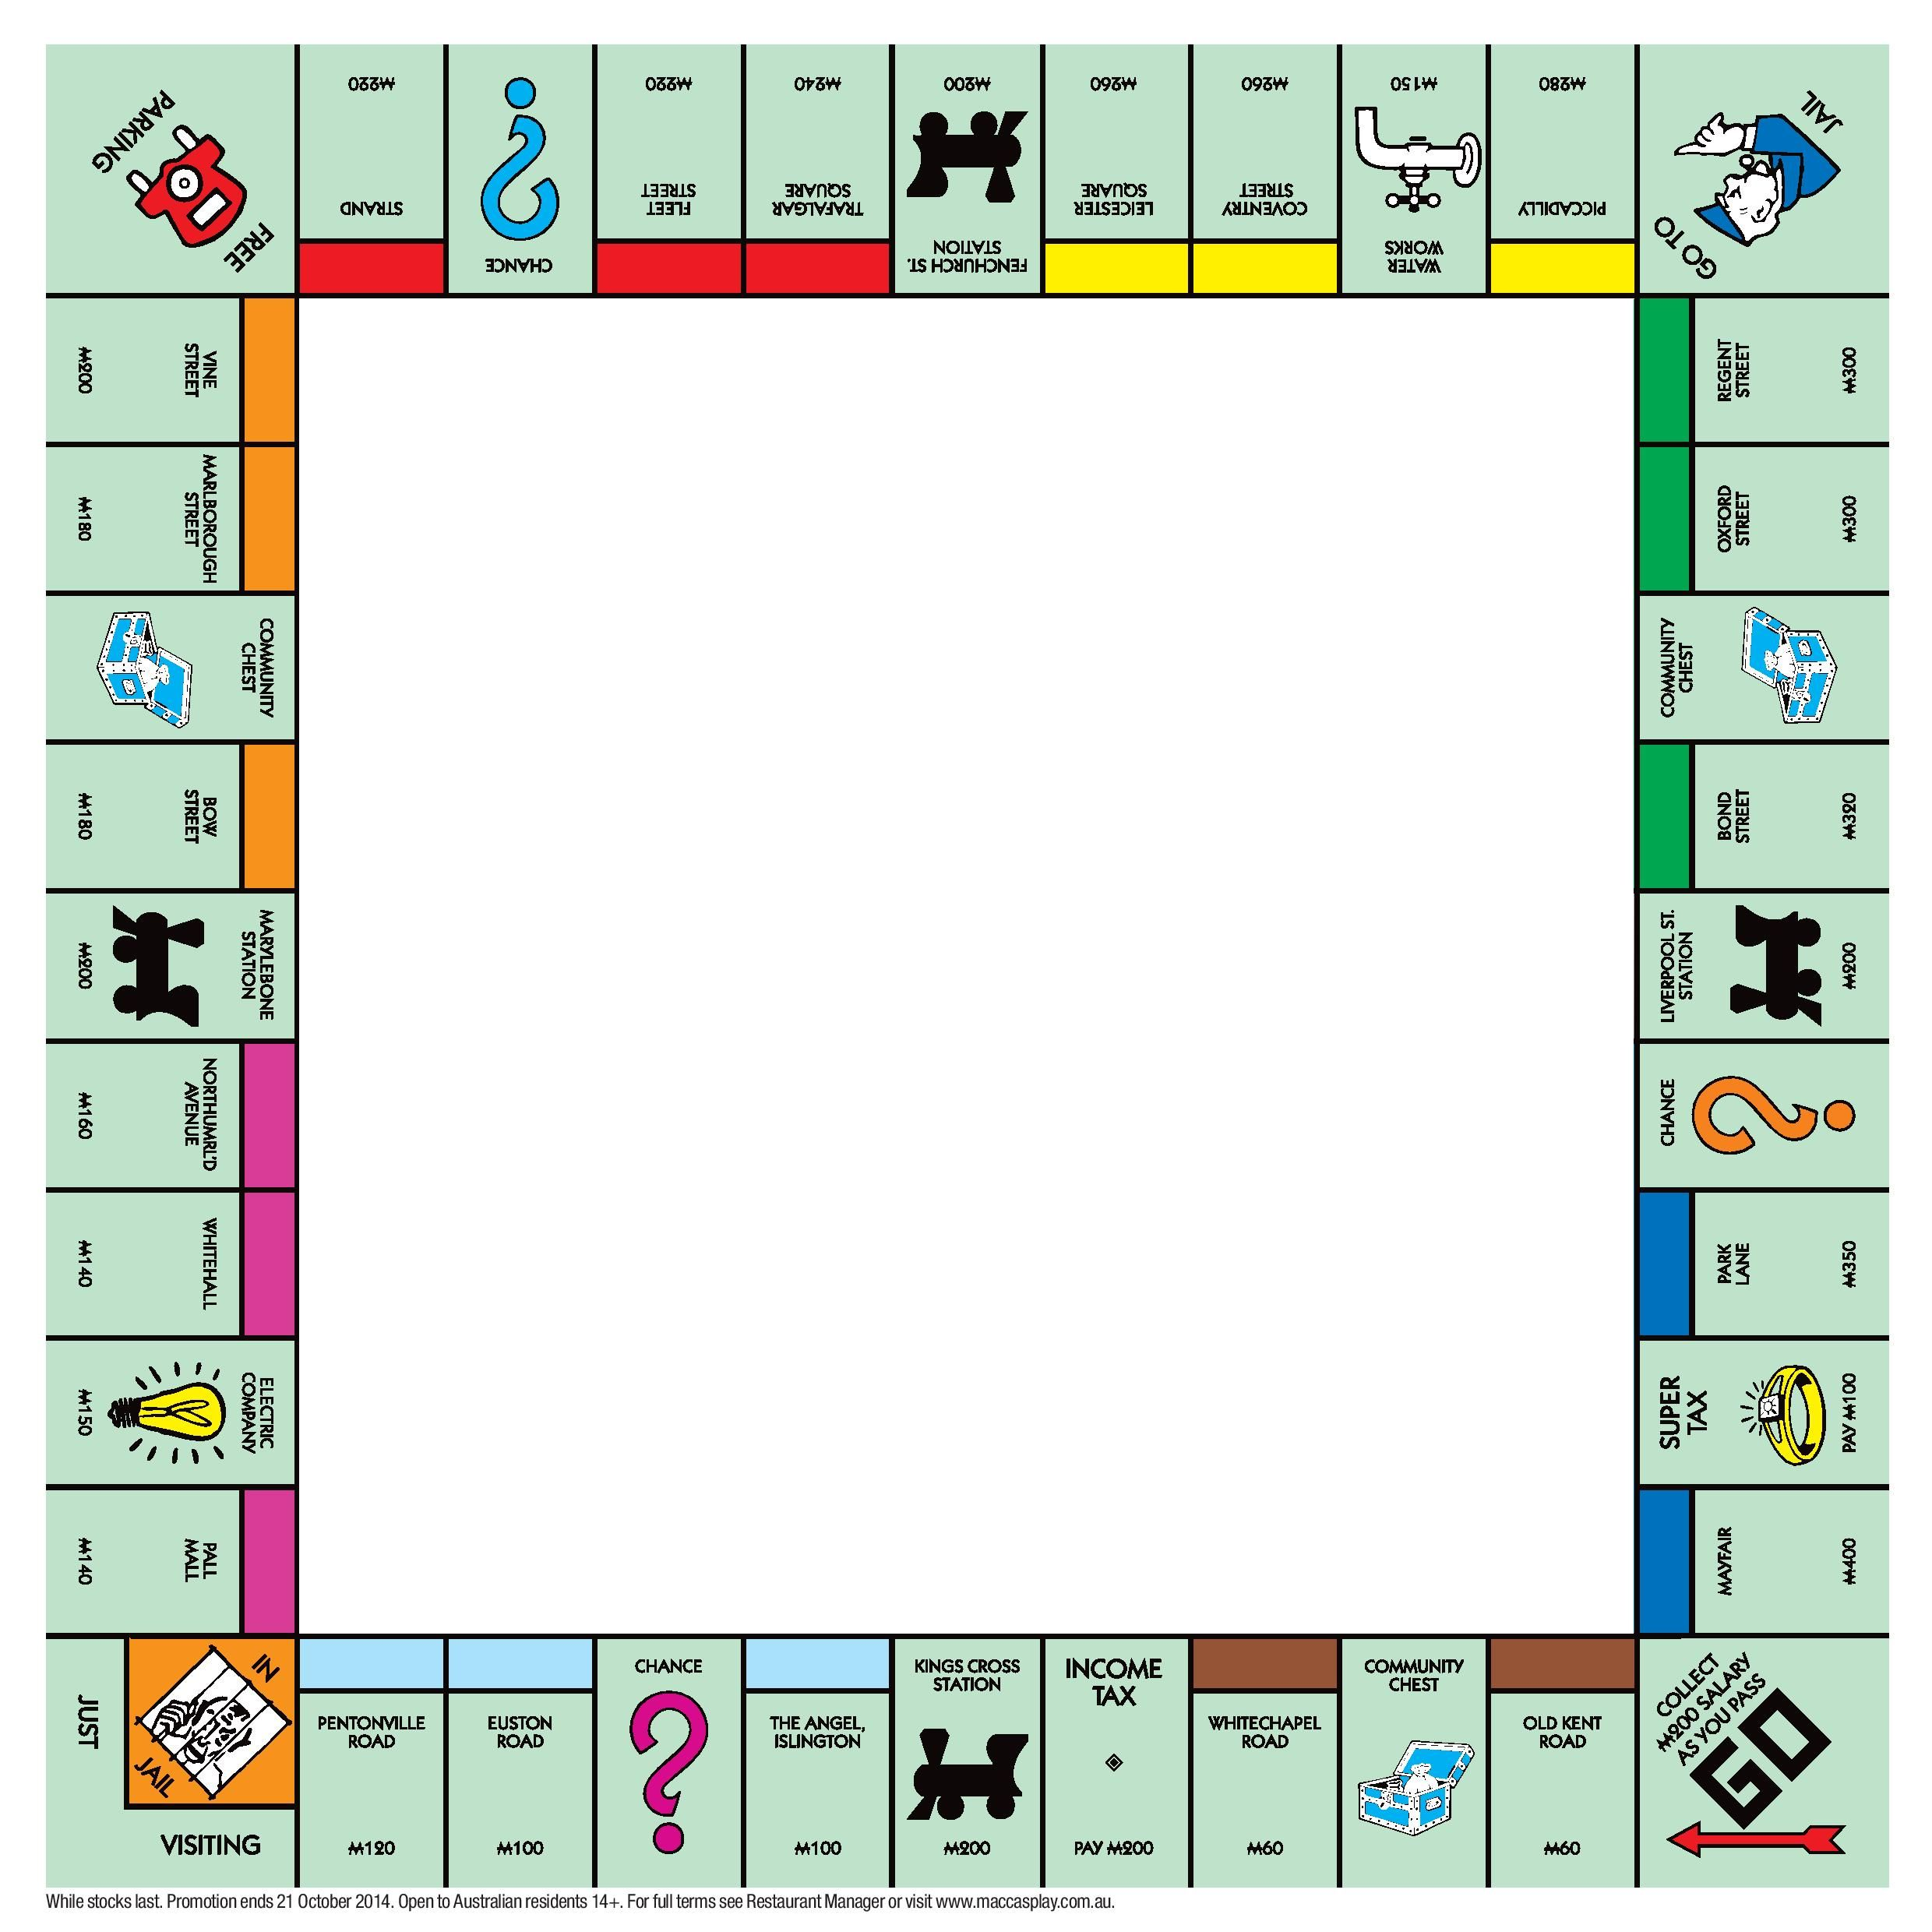 FREE
PARKING
STRAND
₩220
CHANCE
FLEET
STREET
₩220
TRAFALGAR
SQUARE
₩240
FENCHURCH ST.
STATION
₩200
LEICESTER
SQUARE
₩260
COVENTRY
STREET
₩260
WATER
WORKS
₩150
PICCADILLY
₩280
GO TO
JAIL
REGENT
STREET
₩300
OXFORD
STREET
₩300
COMMUNITY
CHEST
BOND
STREET
₩320
LIVERPOOL ST.
STATION
₩200
CHANCE
PARK
LANE
₩350
SUPER
TAX
PAY ₩100
MAYFAIR
₩400
COLLECT
₩200 SALARY
AS YOU PASS
GO
OLD KENT
ROAD
₩60
COMMUNITY
CHEST
WHITECHAPEL
ROAD
₩60
INCOME
TAX
PAY ₩200
KINGS CROSS
STATION
₩200
THE ANGEL,
ISLINGTON
₩100
CHANCE
EUSTON
ROAD
₩100
PENTONVILLE
ROAD
₩120
IN
JAIL
JUST
VISITING
PALL
MALL
₩140
ELECTRIC
COMPANY
₩150
WHITEHALL
₩140
NORTHUMRL'D
AVENUE
₩160
MARYLEBONE
STATION
₩200
BOW
STREET
₩180
COMMUNITY
CHEST
MARLBOROUGH
STREET
₩180
VINE
STREET
₩200
While stocks last. Promotion ends 21 October 2014. Open to Australian residents 14+. For full terms see Restaurant Manager or visit www.maccasplay.com.au.